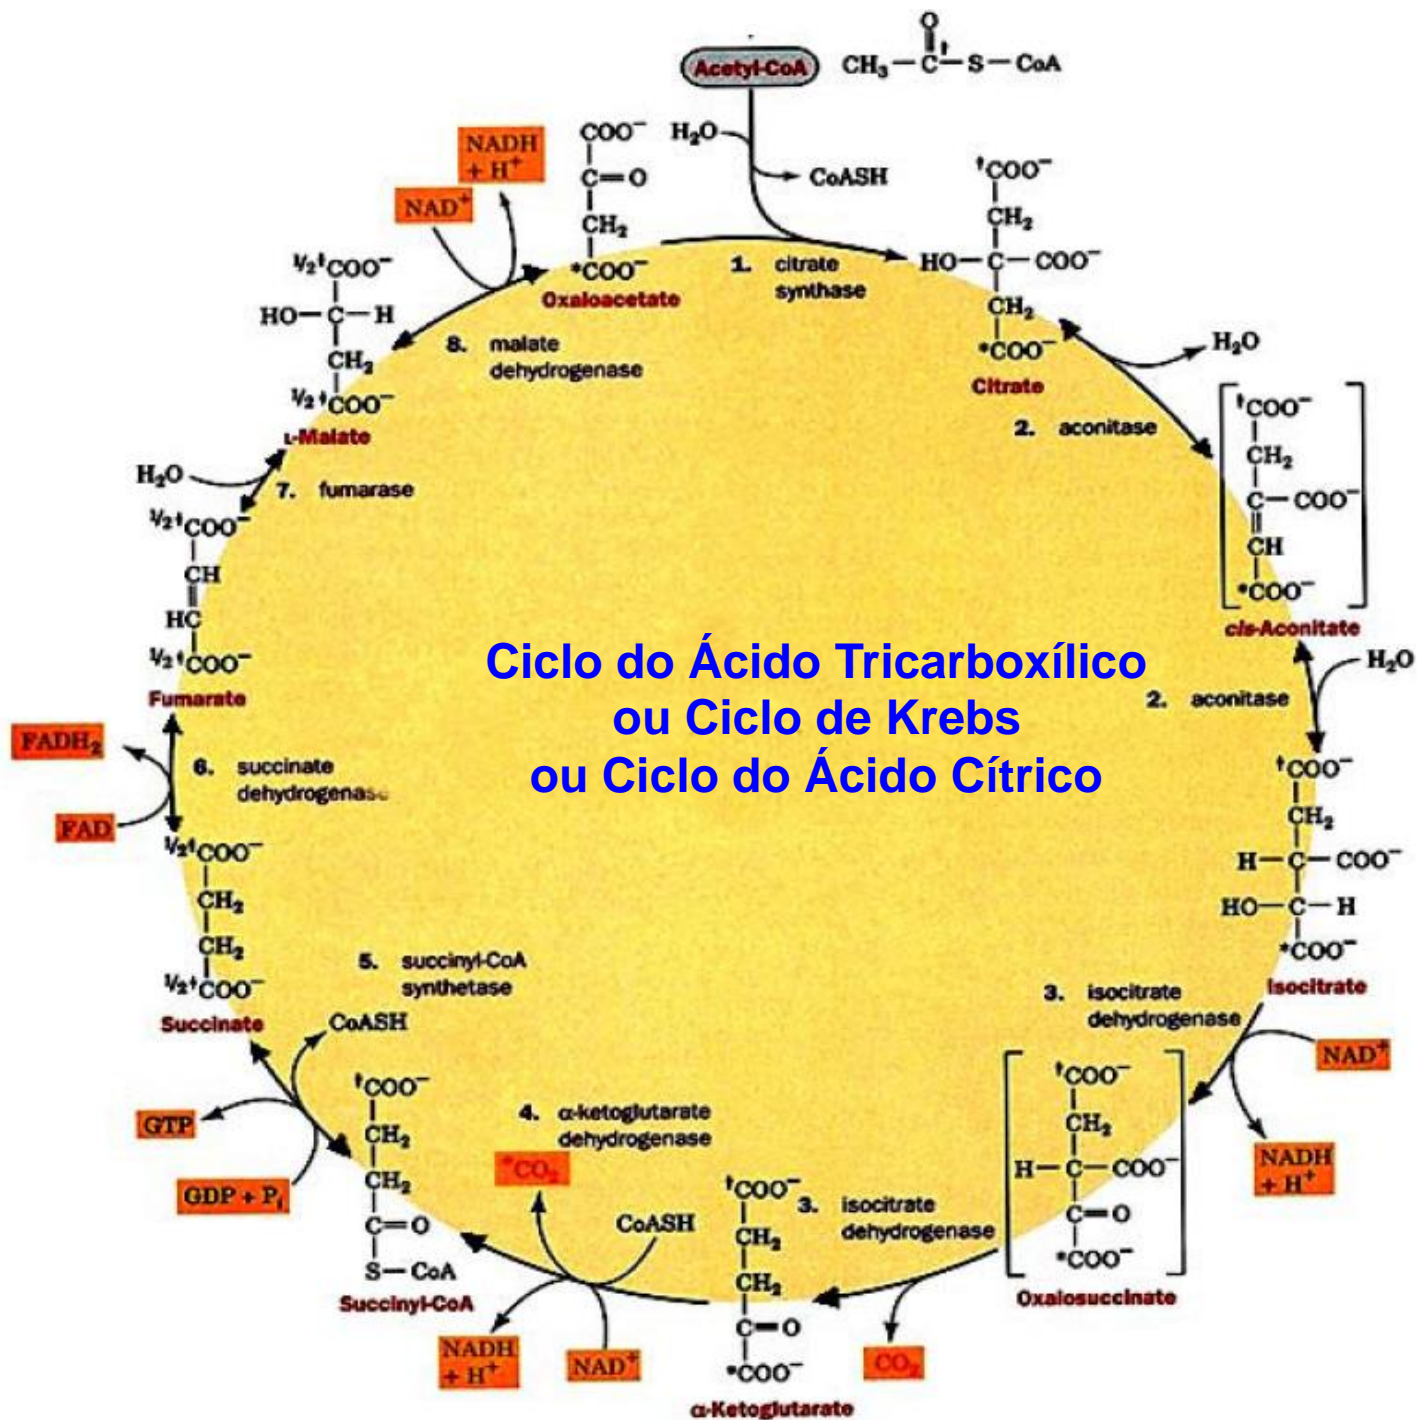 Acetyl-CoA
O
CH₃—C†—S—CoA
H₂O
CoASH
1. citrate
synthase
†COO⁻
CH₂
HO—C—COO⁻
CH₂
*COO⁻
Citrate
H₂O
2. aconitase
†COO⁻
CH₂
C—COO⁻
CH
*COO⁻
cis-Aconitate
H₂O
2. aconitase
†COO⁻
CH₂
H—C—COO⁻
HO—C—H
*COO⁻
Isocitrate
3. isocitrate
dehydrogenase
NAD⁺
NADH
+ H⁺
†COO⁻
CH₂
H—C—COO⁻
C=O
*COO⁻
Oxalosuccinate
3. isocitrate
dehydrogenase
CO₂
†COO⁻
CH₂
CH₂
C=O
*COO⁻
α-Ketoglutarate
4. α-ketoglutarate
dehydrogenase
*CO₂
CoASH
NAD⁺
NADH
+ H⁺
†COO⁻
CH₂
CH₂
C=O
S—CoA
Succinyl-CoA
5. succinyl-CoA
synthetase
CoASH
GTP
GDP + Pᵢ
½†COO⁻
CH₂
CH₂
½†COO⁻
Succinate
6. succinate
dehydrogenase
FADH₂
FAD
½†COO⁻
CH
HC
½†COO⁻
Fumarate
7. fumarase
H₂O
½†COO⁻
HO—C—H
CH₂
½†COO⁻
L-Malate
8. malate
dehydrogenase
NAD⁺
NADH
+ H⁺
COO⁻
C=O
CH₂
*COO⁻
Oxaloacetate
Ciclo do Ácido Tricarboxílico
ou Ciclo de Krebs
ou Ciclo do Ácido Cítrico